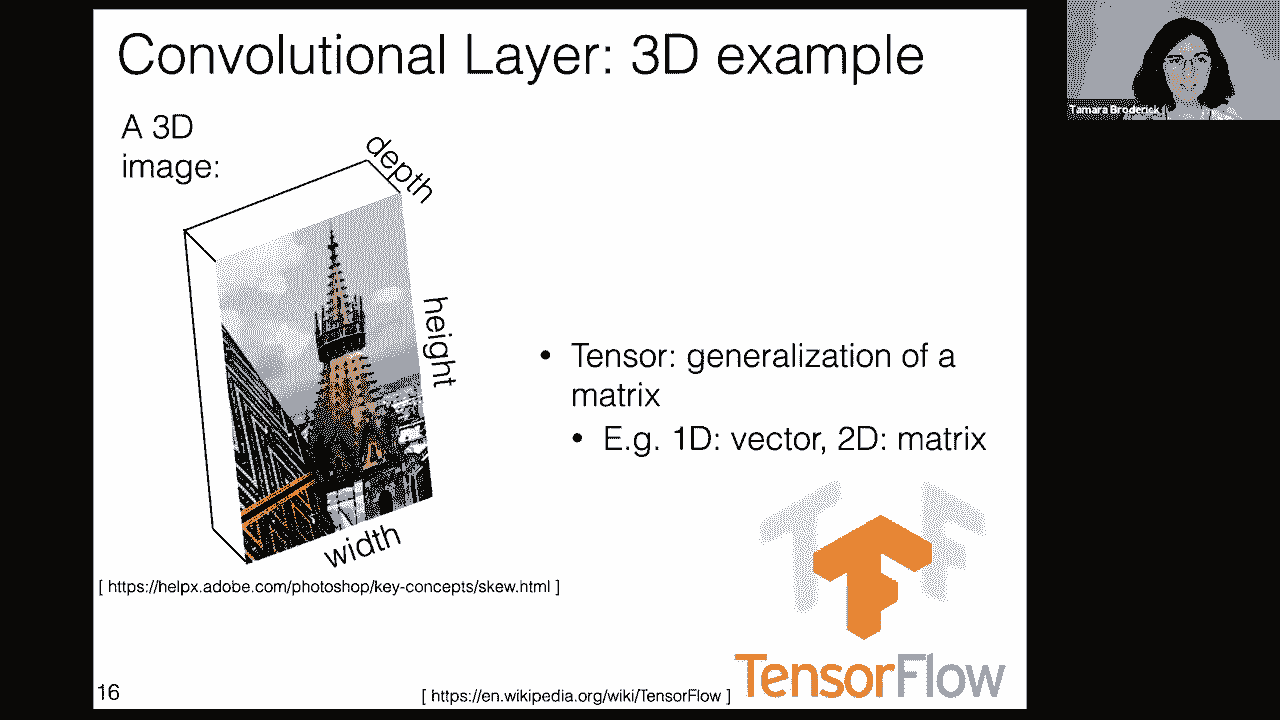 Convolutional Layer: 3D example
Tamara Broderick
A 3D
image:
depth
height
width
• Tensor: generalization of a
matrix
• E.g. 1D: vector, 2D: matrix
[ https://helpx.adobe.com/photoshop/key-concepts/skew.html ]
TensorFlow
16
[ https://en.wikipedia.org/wiki/TensorFlow ]